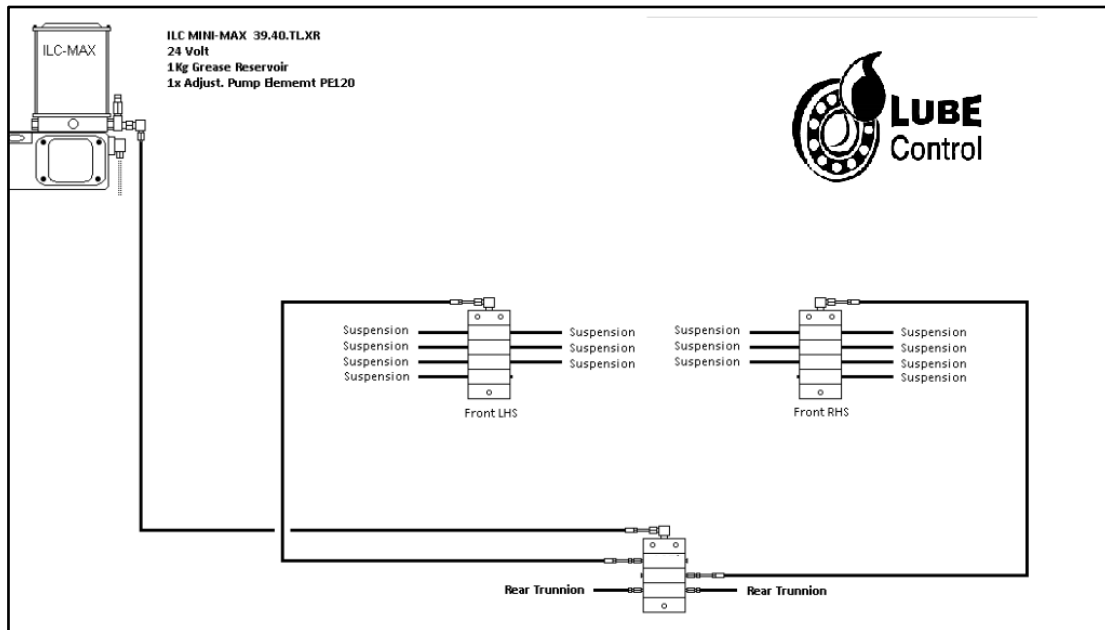 ILC-MAX
ILC MINI-MAX 39.40.TL.XR
24 Volt
1Kg Grease Reservoir
1x Adjust. Pump Elememt PE120
LUBE
Control
Suspension Suspension Suspension Suspension
Suspension Suspension Suspension Suspension
Suspension Suspension Suspension Suspension
Suspension Suspension
Front LHS Front RHS
Rear Trunnion Rear Trunnion